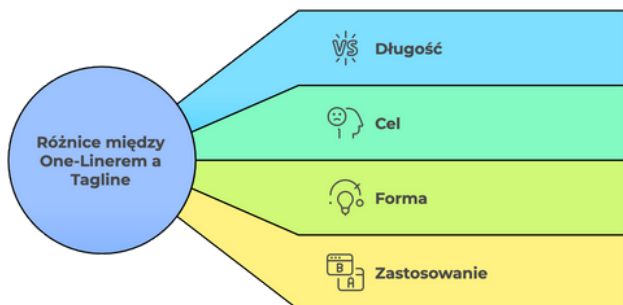 Różnice między
One-Linerem a
Tagline
VS
Długość
Cel
Forma
B
A
Zastosowanie